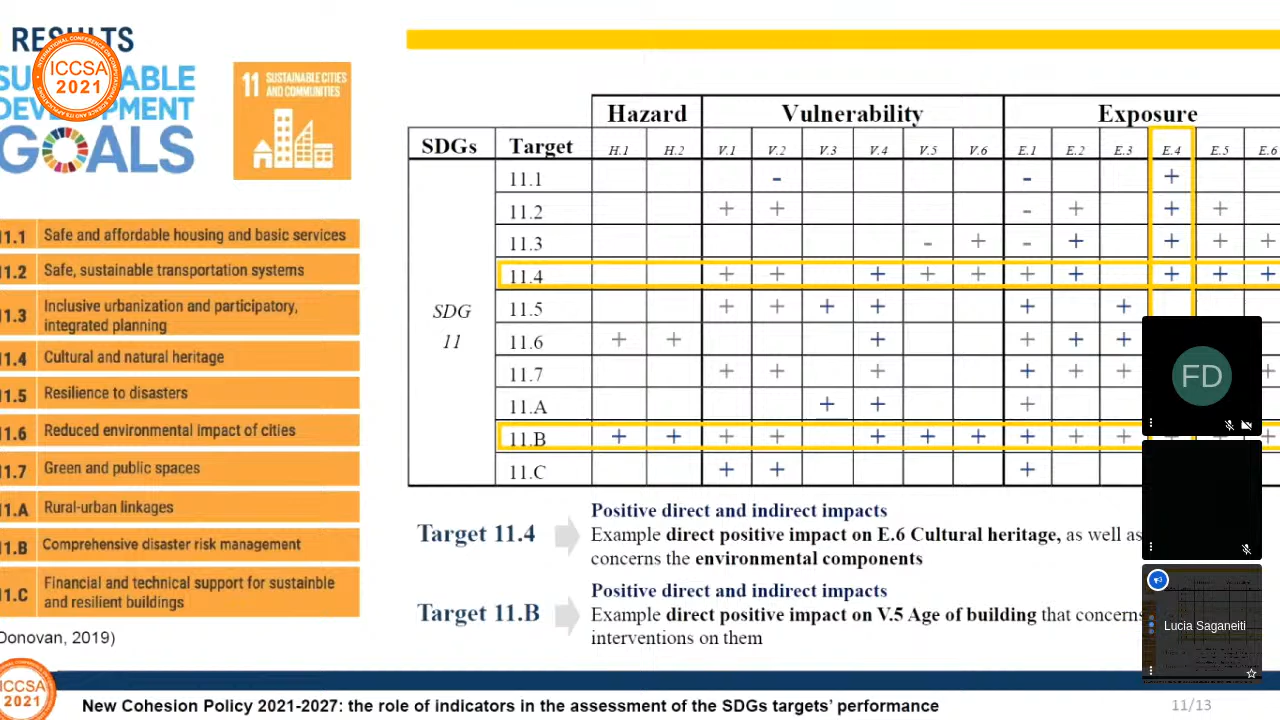 RESULTS
ICCSA
2021
INTERNATIONAL CONFERENCE ON COMPUTATIONAL SCIENCE AND ITS APPLICATIONS
GOALS
11 SUSTAINABLE CITIES
AND COMMUNITIES
11.1 Safe and affordable housing and basic services
11.2 Safe, sustainable transportation systems
11.3 Inclusive urbanization and participatory,
integrated planning
11.4 Cultural and natural heritage
11.5 Resilience to disasters
11.6 Reduced environmental impact of cities
11.7 Green and public spaces
11.A Rural-urban linkages
11.B Comprehensive disaster risk management
11.C Financial and technical support for sustainble
and resilient buildings
Donovan, 2019)
Hazard Vulnerability Exposure
SDGs Target H.1 H.2 V.1 V.2 V.3 V.4 V.5 V.6 E.1 E.2 E.3 E.4 E.5 E.6
SDG
11
11.1 - - +
11.2 + + - + + +
11.3 - + - + + + +
11.4 + + + + + + + + + +
11.5 + + + + + +
11.6 + + + + + +
11.7 + + + + + + +
11.A + + +
11.B + + + + + + + + + + + + +
11.C + + +
Target 11.4
Positive direct and indirect impacts
Example direct positive impact on E.6 Cultural heritage, as well as
concerns the environmental components
Target 11.B
Positive direct and indirect impacts
Example direct positive impact on V.5 Age of building that concerns
interventions on them
FD
Lucia Saganeiti
ICCSA
2021
New Cohesion Policy 2021-2027: the role of indicators in the assessment of the SDGs targets' performance
11/13